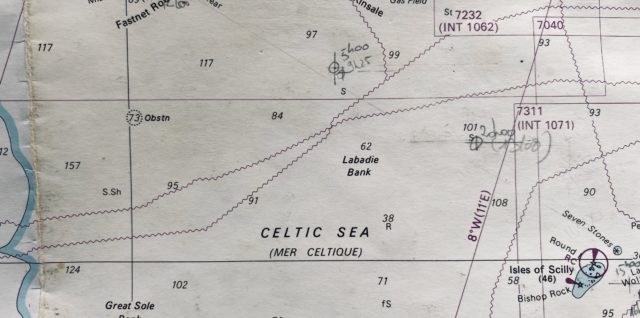 Fastnet Rock
Kinsale
Gas Field
St
7232
(INT 1062)
7040
117
117
97
99
93
S
7311
(INT 1071)
93
73 Obstn
84
101
62
Labadie
Bank
157
S.Sh
95
91
108
90
12
38
R
CELTIC SEA
(MER CELTIQUE)
8°W(11'E)
Seven Stones
Round
RC
Isles of Scilly
(46)
Bishop Rock
124
102
71
58
fS
95
Great Sole